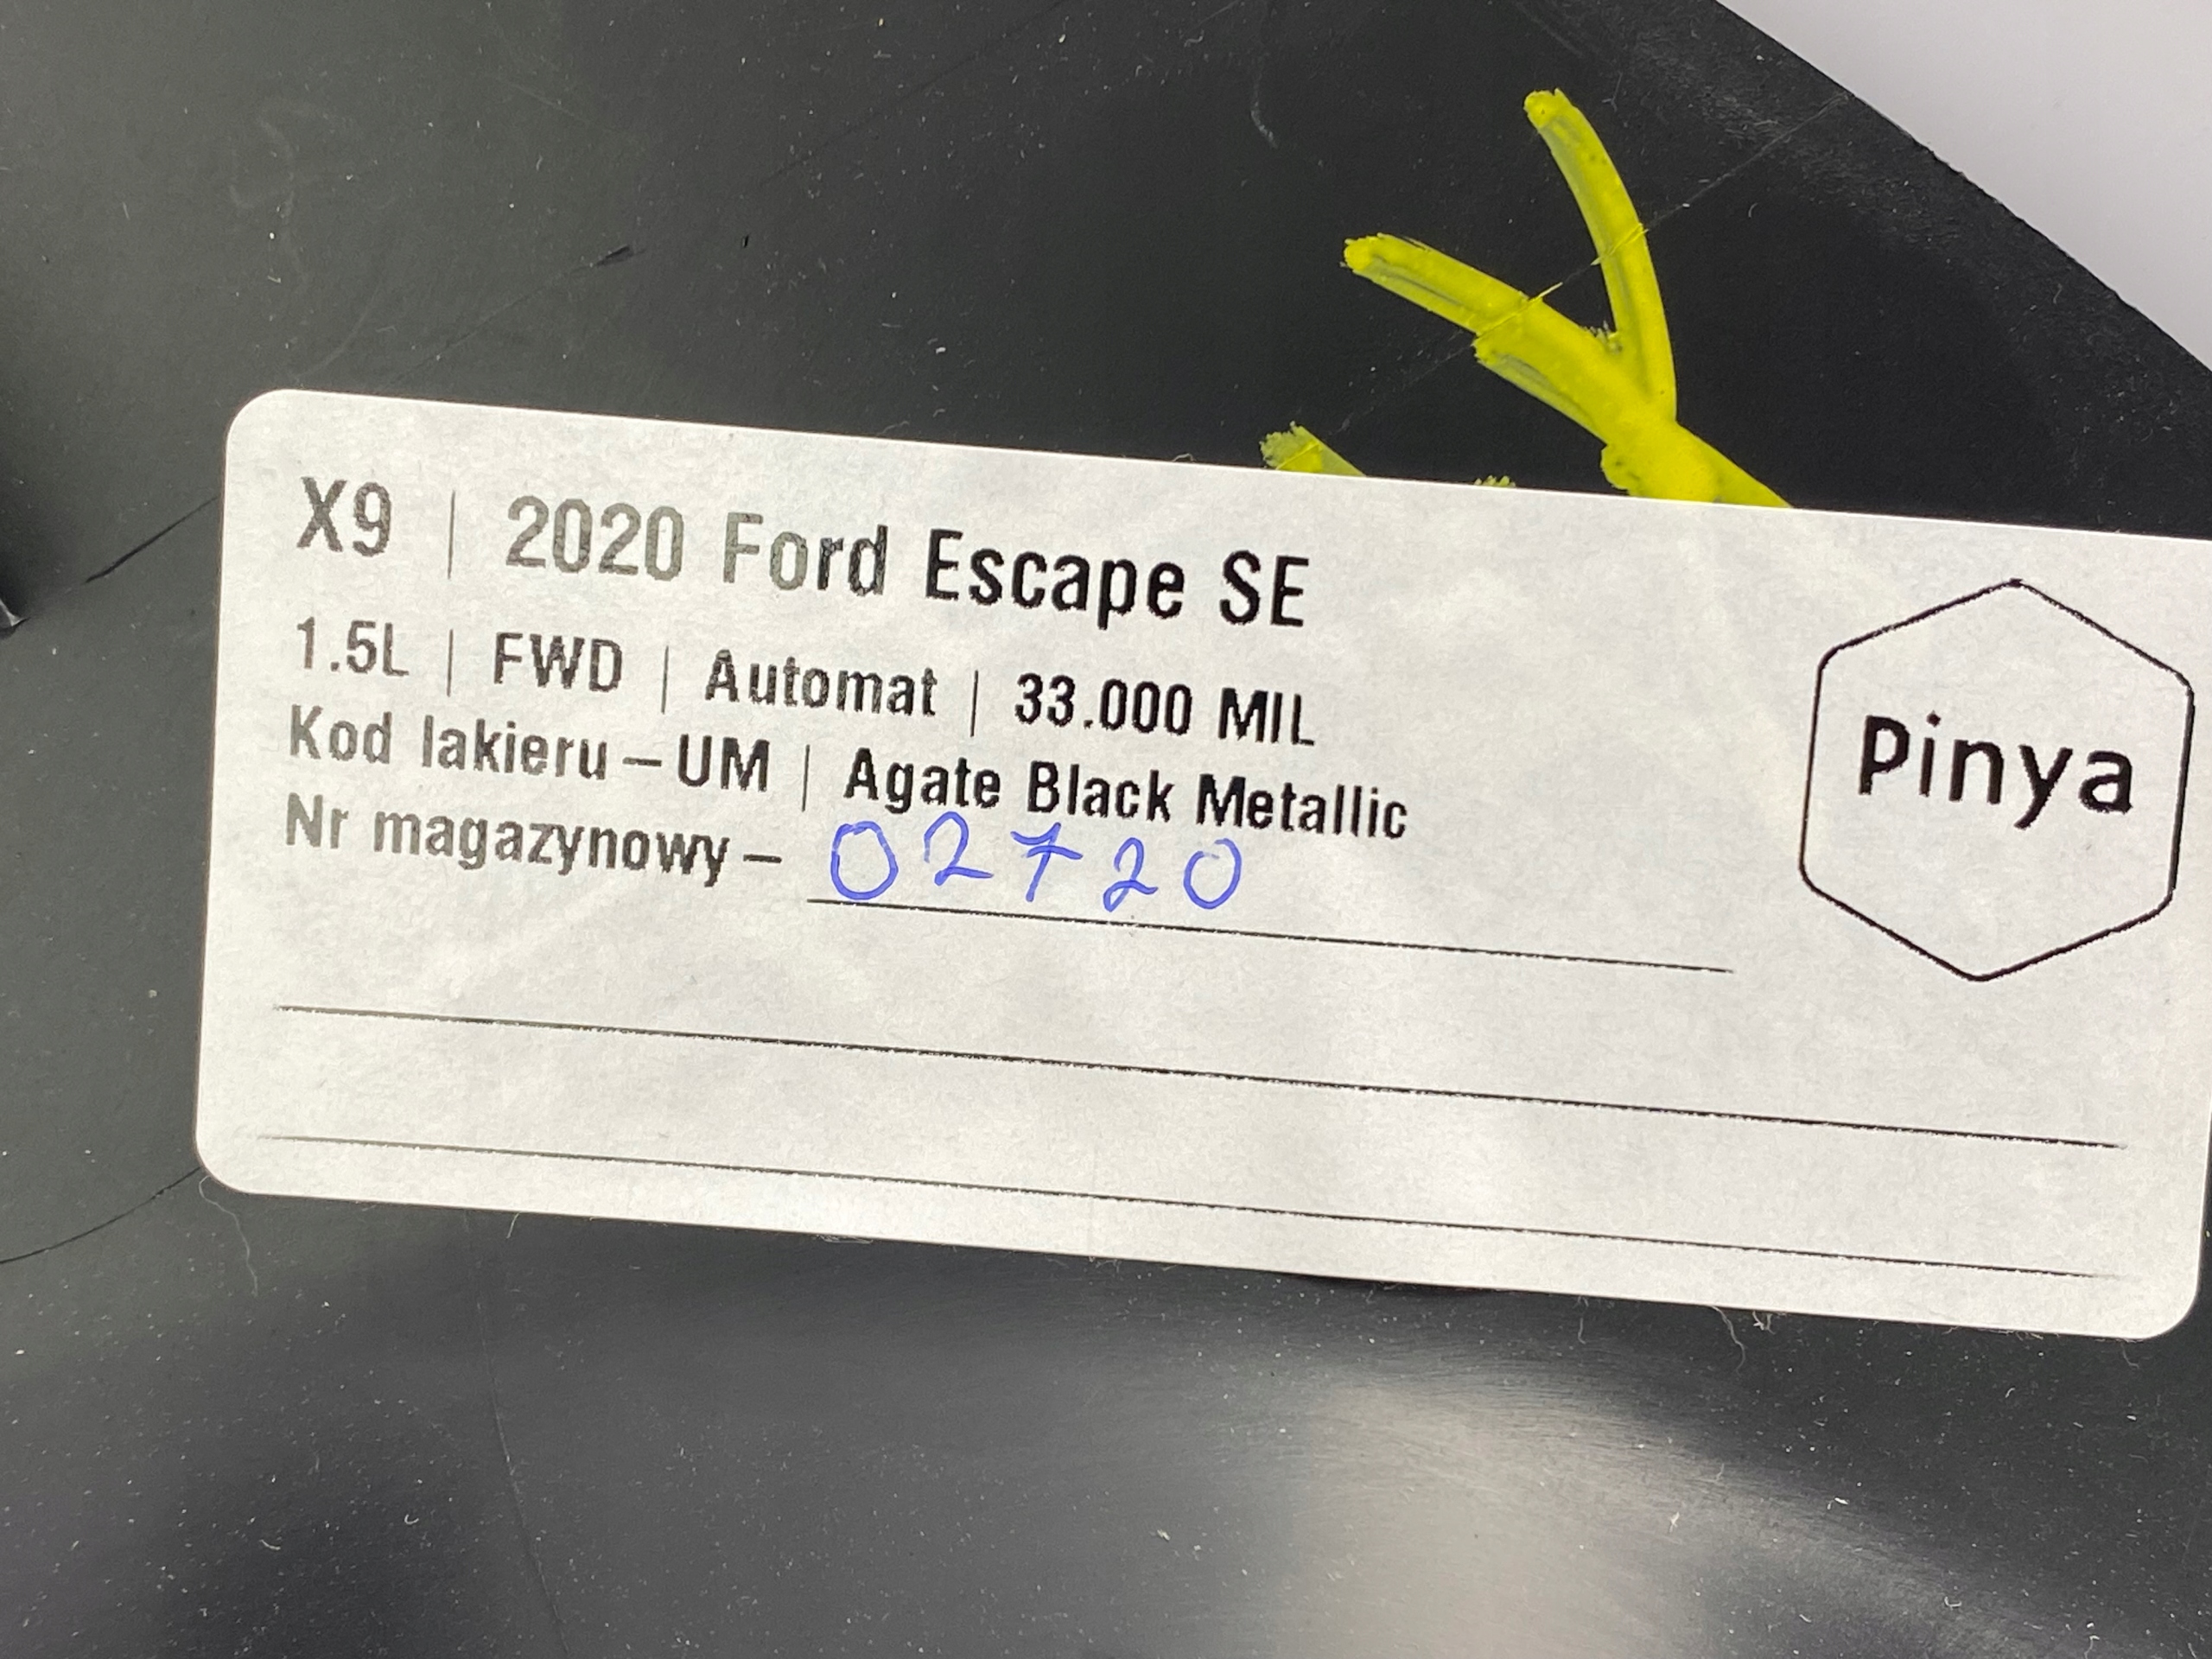 X9 | 2020 Ford Escape SE
1.5L | FWD | Automat | 33.000 MIL
Kod lakieru – UM | Agate Black Metallic
Nr magazynowy – 02720
Pinya